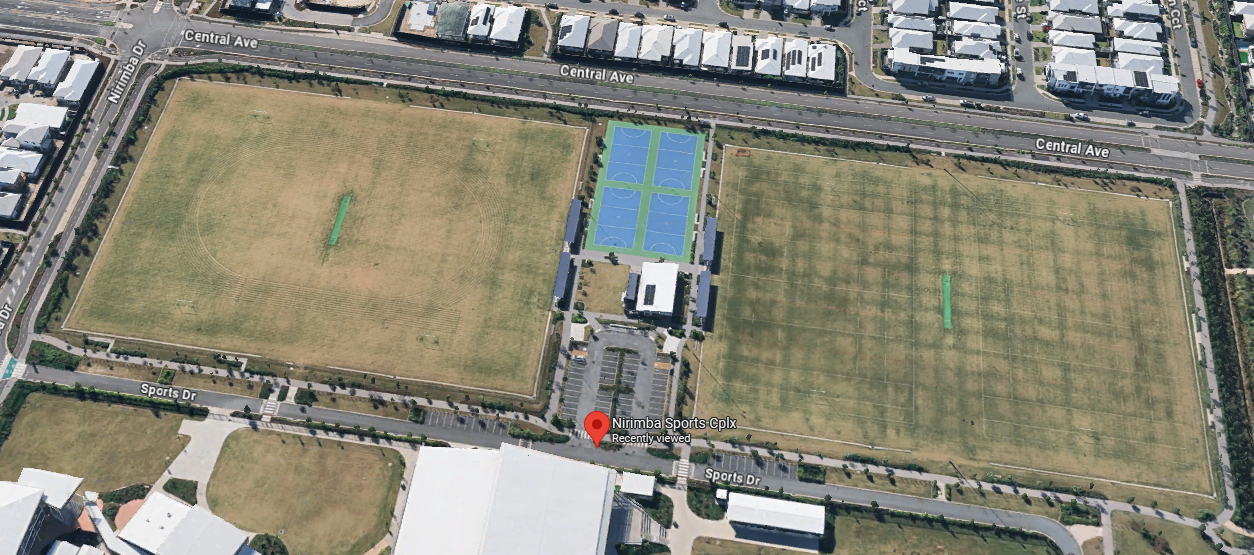 Central Ave
Nirimba Dr
Central Ave
Central Ave
Sports Dr
Nirimba Sports Cplx
Recently viewed
Sports Dr